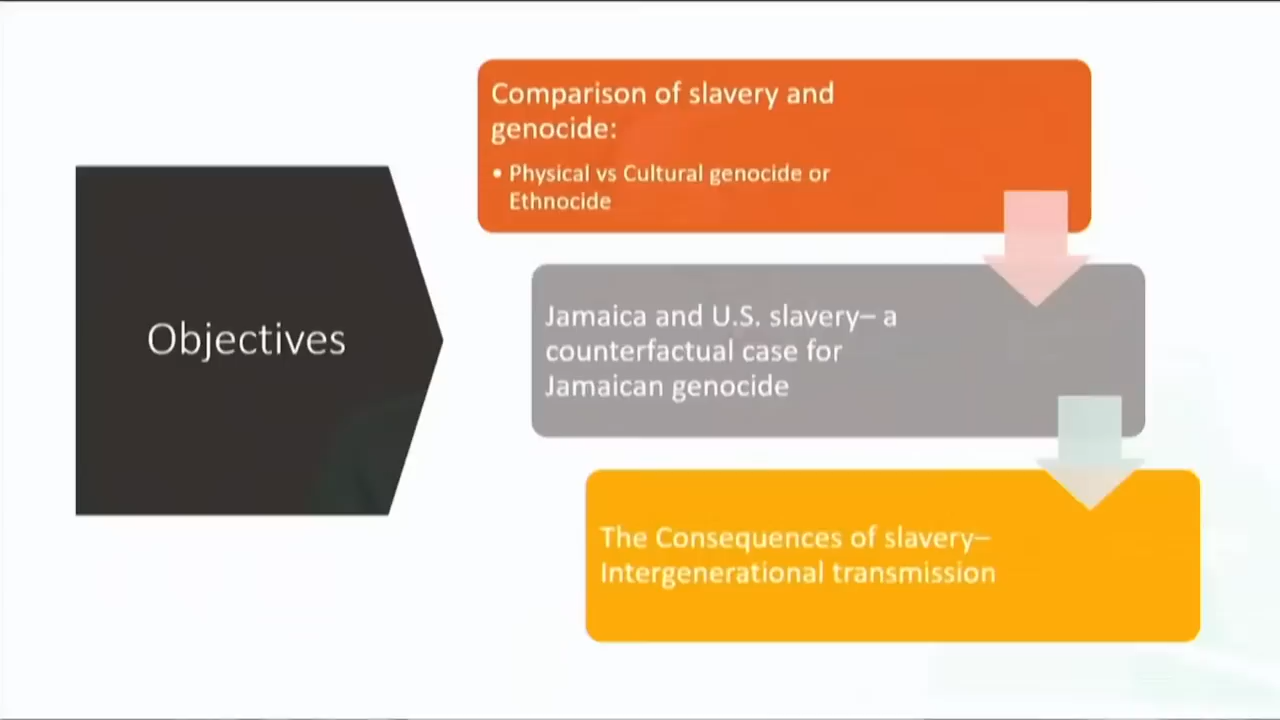 Objectives
Comparison of slavery and
genocide:
• Physical vs Cultural genocide or
Ethnocide
Jamaica and U.S. slavery– a
counterfactual case for
Jamaican genocide
The Consequences of slavery–
Intergenerational transmission